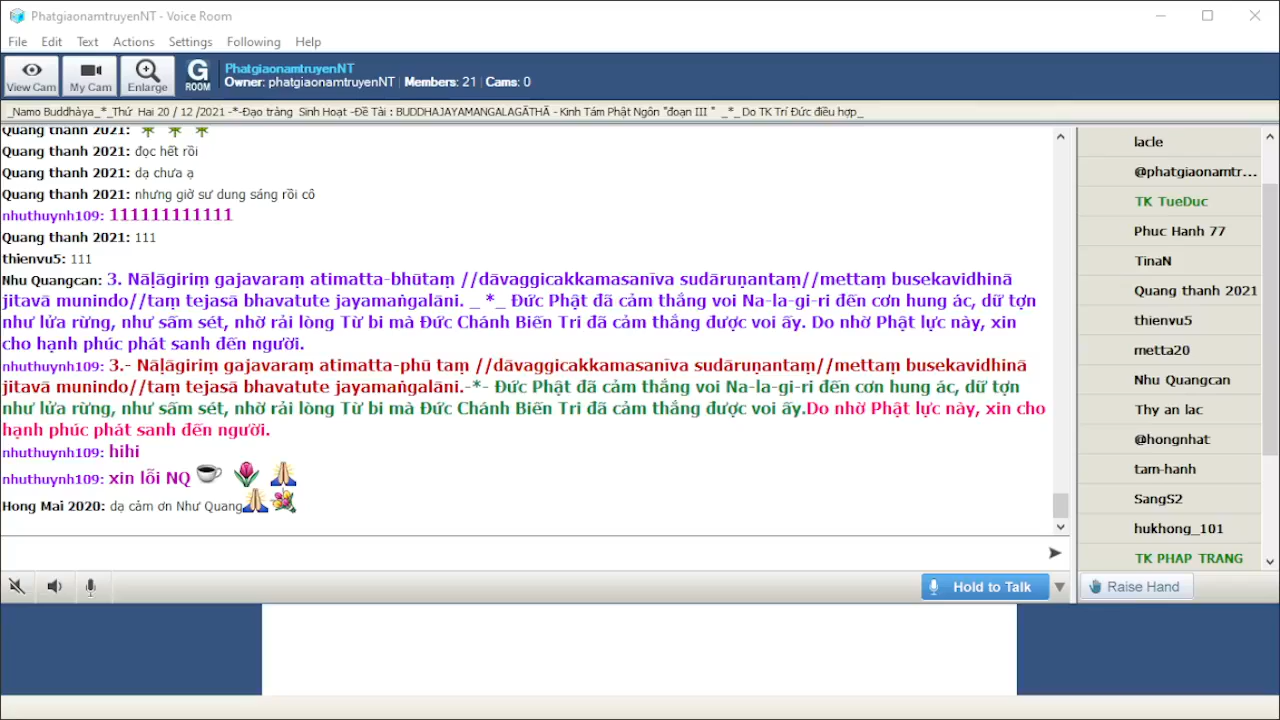 PhatgiaonamtruyenNT - Voice Room
File Edit Text Actions Settings Following Help
View Cam My Cam Enlarge G ROOM
PhatgiaonamtruyenNT
Owner: phatgiaonamtruyenNT | Members: 21 | Cams: 0
_Namo Buddhàya_*_Thứ Hai 20 / 12 /2021 -*-Đạo tràng Sinh Hoạt -Đề Tài : BUDDHAJAYAMANGALAGĀTHĀ - Kinh Tám Phật Ngôn "đoạn III " _*_ Do TK Trí Đức điều hợp_
Quang thanh 2021:
Quang thanh 2021: đọc hết rồi
Quang thanh 2021: dạ chưa ạ
Quang thanh 2021: nhưng giờ sư dung sáng rồi cô
nhuthuynh109: 111111111111
Quang thanh 2021: 111
thienvu5: 111
Nhu Quangcan: 3. Nāḷāgiriṃ gajavaraṃ atimatta-bhūtaṃ //dāvaggicakkamasanīva sudāruṇantaṃ//mettaṃ busekavidhinā
jitavā munindo//taṃ tejasā bhavatute jayamaṅgalāni. _ *_ Đức Phật đã cảm thắng voi Na-la-gi-ri đến cơn hung ác, dữ tợn
như lửa rừng, như sấm sét, nhờ rải lòng Từ bi mà Đức Chánh Biến Tri đã cảm thắng được voi ấy. Do nhờ Phật lực này, xin
cho hạnh phúc phát sanh đến người.
nhuthuynh109: 3.- Nāḷāgiriṃ gajavaraṃ atimatta-phū taṃ //dāvaggicakkamasanīva sudāruṇantaṃ//mettaṃ busekavidhinā
jitavā munindo//taṃ tejasā bhavatute jayamaṅgalāni.-*- Đức Phật đã cảm thắng voi Na-la-gi-ri đến cơn hung ác, dữ tợn
như lửa rừng, như sấm sét, nhờ rải lòng Từ bi mà Đức Chánh Biến Tri đã cảm thắng được voi ấy.Do nhờ Phật lực này, xin cho
hạnh phúc phát sanh đến người.
nhuthuynh109: hihi
nhuthuynh109: xin lỗi NQ
Hong Mai 2020: dạ cảm ơn Như Quang
Hold to Talk
lacle
@phatgiaonamtr...
TK TueDuc
Phuc Hanh 77
TinaN
Quang thanh 2021
thienvu5
metta20
Nhu Quangcan
Thy an lac
@hongnhat
tam-hanh
SangS2
hukhong_101
TK PHAP TRANG
Raise Hand